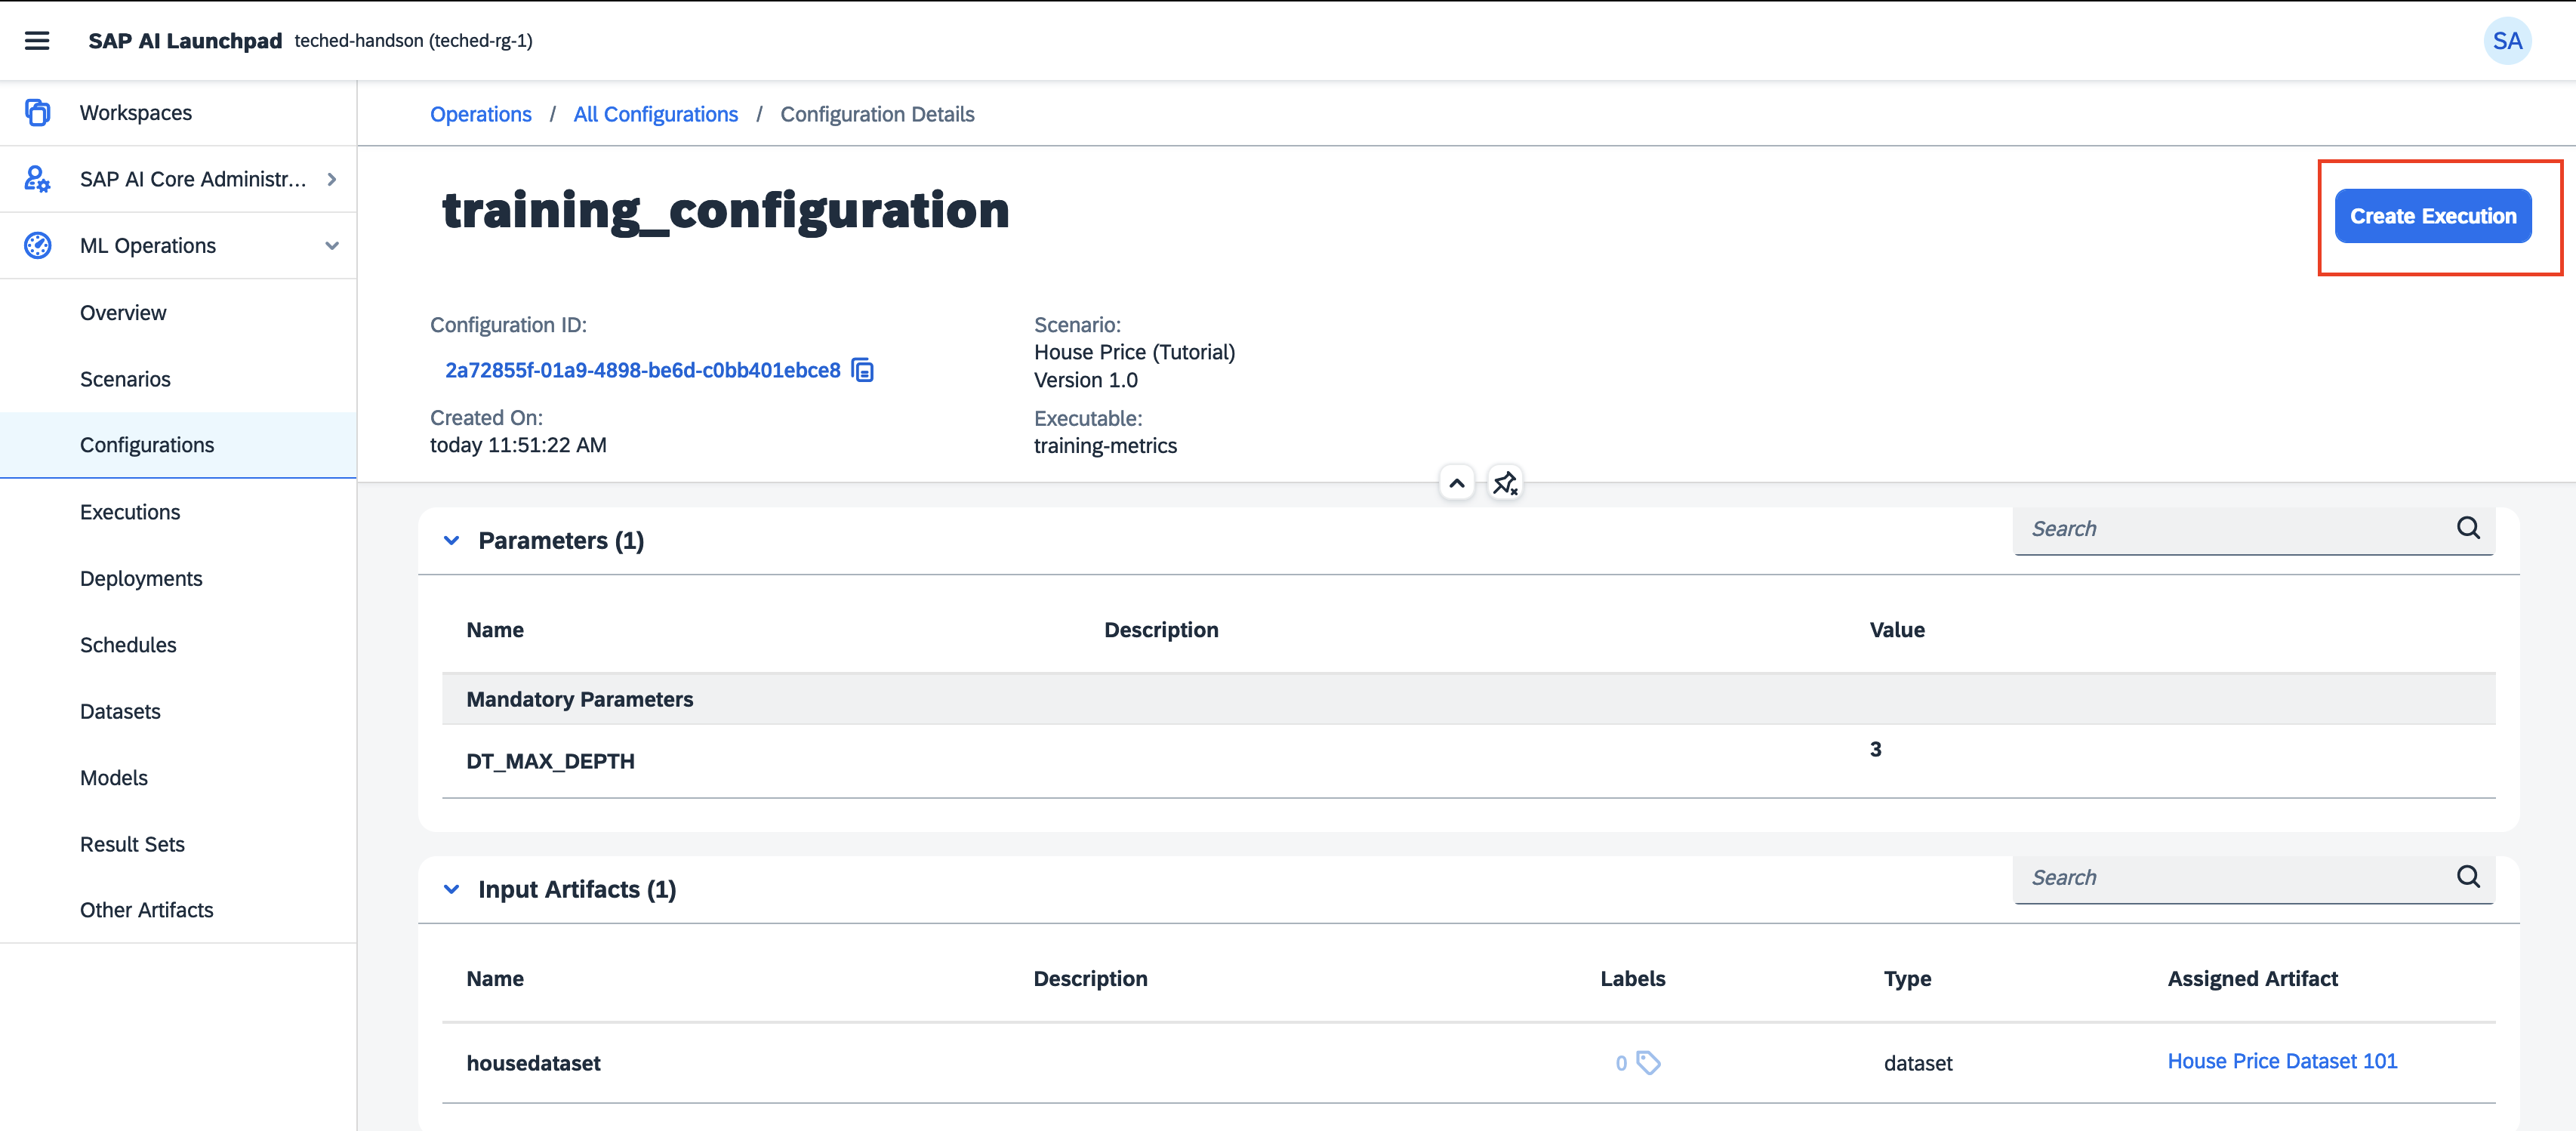 SAP AI Launchpad teched-handson (teched-rg-1)
SA
Workspaces
SAP AI Core Administr...
ML Operations
Overview
Scenarios
Configurations
Executions
Deployments
Schedules
Datasets
Models
Result Sets
Other Artifacts
Operations / All Configurations / Configuration Details
training_configuration
Create Execution
Configuration ID:
2a72855f-01a9-4898-be6d-c0bb401ebce8
Created On:
today 11:51:22 AM
Scenario:
House Price (Tutorial)
Version 1.0
Executable:
training-metrics
Parameters (1)
Search
Name Description Value
Mandatory Parameters
DT_MAX_DEPTH 3
Input Artifacts (1)
Search
Name Description Labels Type Assigned Artifact
housedataset 0 dataset House Price Dataset 101